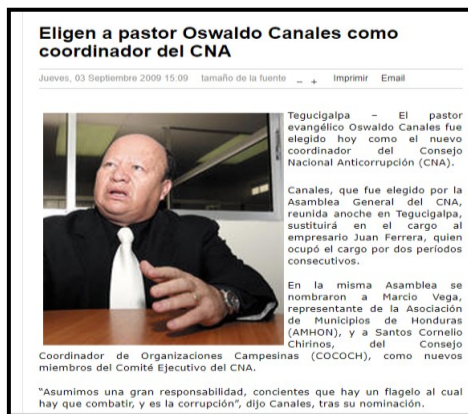 Eligen a pastor Oswaldo Canales como
coordinador del CNA
Jueves, 03 Septiembre 2009 15:09 tamaño de la fuente – + Imprimir Email
Tegucigalpa – El pastor
evangélico Oswaldo Canales fue
elegido hoy como el nuevo
coordinador del Consejo
Nacional Anticorrupción (CNA).
Canales, que fue elegido por la
Asamblea General del CNA,
reunida anoche en Tegucigalpa,
sustituirá en el cargo al
empresario Juan Ferrera, quien
ocupó el cargo por dos períodos
consecutivos.
En la misma Asamblea se
nombraron a Marcio Vega,
representante de la Asociación
de Municipios de Honduras
(AMHON), y a Santos Cornelio
Chirinos, del Consejo
Coordinador de Organizaciones Campesinas (COCOCH), como nuevos
miembros del Comité Ejecutivo del CNA.
"Asumimos una gran responsabilidad, concientes que hay un flagelo al cual
hay que combatir, y es la corrupción", dijo Canales, tras su nominación.